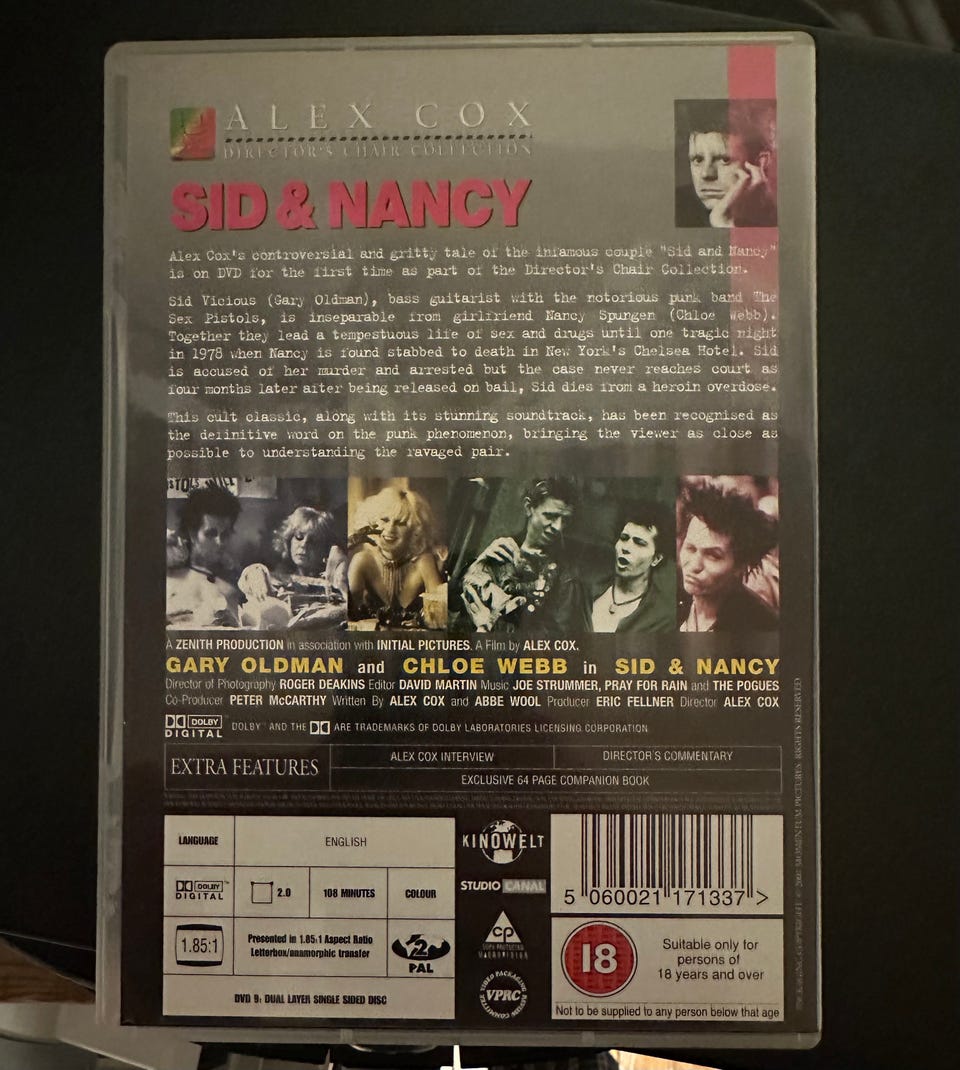 ALEX COX
DIRECTOR'S CHAIR COLLECTION
SID & NANCY
Alex Cox's controversial and gritty tale of the infamous couple "Sid and Nancy"
is on DVD for the first time as part of the Director's Chair Collection.
Sid Vicious (Gary Oldman), bass guitarist with the notorious punk band The
Sex Pistols, is inseparable from girlfriend Nancy Spungen (Chloe Webb).
Together they lead a tempestuous life of sex and drugs until one tragic night
in 1978 when Nancy is found stabbed to death in New York's Chelsea Hotel. Sid
is accused of her murder and arrested but the case never reaches court as
four months later after being released on bail, Sid dies from a heroin overdose.
This cult classic, along with its stunning soundtrack, has been recognised as
the definitive word on the punk phenomenon, bringing the viewer as close as
possible to understanding the ravaged pair.
A ZENITH PRODUCTION in association with INITIAL PICTURES. A Film by ALEX COX.
GARY OLDMAN and CHLOE WEBB in SID & NANCY
Director of Photography ROGER DEAKINS Editor DAVID MARTIN Music JOE STRUMMER, PRAY FOR RAIN and THE POGUES
Co-Producer PETER McCARTHY Written By ALEX COX and ABBE WOOL Producer ERIC FELLNER Director ALEX COX
DOLBY DIGITAL DOLBY™ AND THE ARE TRADEMARKS OF DOLBY LABORATORIES LICENSING CORPORATION
EXTRA FEATURES
ALEX COX INTERVIEW
DIRECTOR'S COMMENTARY
EXCLUSIVE 64 PAGE COMPANION BOOK
LANGUAGE
ENGLISH
DOLBY DIGITAL
2.0
108 MINUTES
COLOUR
1.85:1
Presented in 1.85:1 Aspect Ratio
Letterbox/anamorphic transfer
2
PAL
DVD 9: DUAL LAYER SINGLE SIDED DISC
KINOWELT
STUDIO CANAL
cp
COPY PROTECTED
MACROVISION
VIDEO PACKAGING REVIEW COMMITTEE
VPRC
5 060021 171337 >
18
Suitable only for
persons of
18 years and over
Not to be supplied to any person below that age